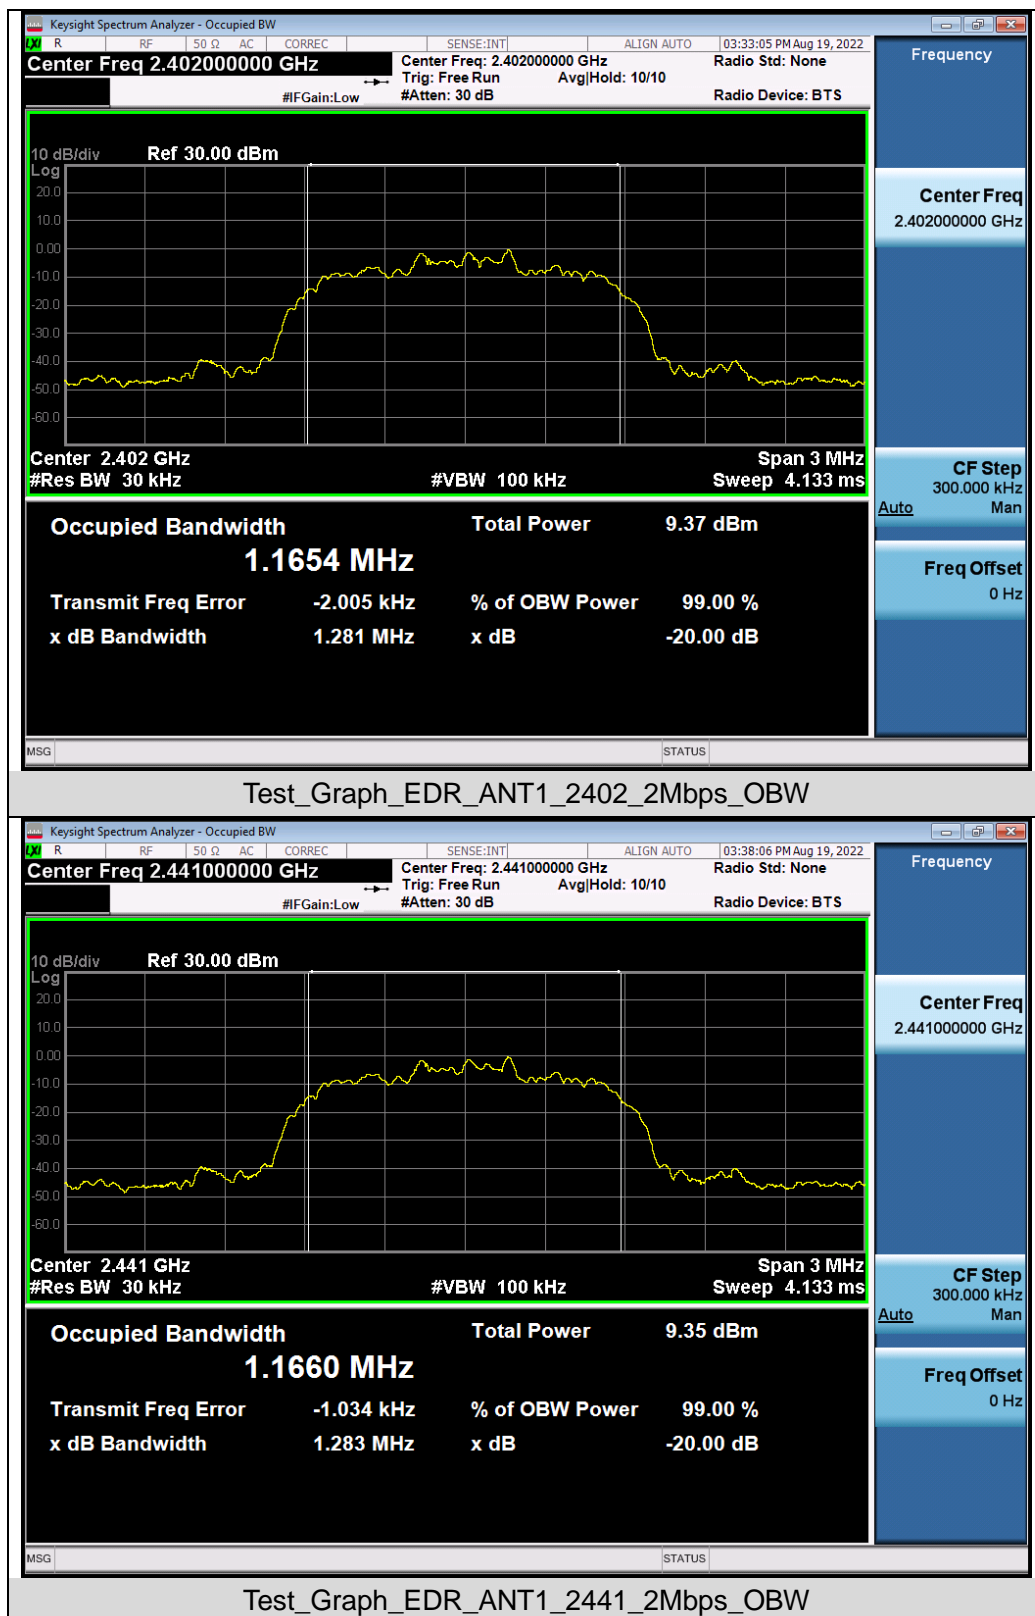 Keysight Spectrum Analyzer - Occupied BW
LXI R RF 50 Ω AC CORREC SENSE:INT ALIGN AUTO 03:33:05 PM Aug 19, 2022
Center Freq 2.402000000 GHz
Center Freq: 2.402000000 GHz
Radio Std: None
Trig: Free Run Avg|Hold: 10/10
#IFGain:Low
#Atten: 30 dB
Radio Device: BTS
Frequency
10 dB/div Ref 30.00 dBm
Log
20.0
10.0
0.00
-10.0
-20.0
-30.0
-40.0
-50.0
-60.0
Center Freq
2.402000000 GHz
Center 2.402 GHz
Span 3 MHz
#Res BW 30 kHz
#VBW 100 kHz
Sweep 4.133 ms
CF Step
300.000 kHz
Auto Man
Occupied Bandwidth
Total Power 9.37 dBm
1.1654 MHz
Freq Offset
0 Hz
Transmit Freq Error -2.005 kHz % of OBW Power 99.00 %
x dB Bandwidth 1.281 MHz x dB -20.00 dB
MSG STATUS
Test_Graph_EDR_ANT1_2402_2Mbps_OBW
Keysight Spectrum Analyzer - Occupied BW
LXI R RF 50 Ω AC CORREC SENSE:INT ALIGN AUTO 03:38:06 PM Aug 19, 2022
Center Freq 2.441000000 GHz
Center Freq: 2.441000000 GHz
Radio Std: None
Trig: Free Run Avg|Hold: 10/10
#IFGain:Low
#Atten: 30 dB
Radio Device: BTS
Frequency
10 dB/div Ref 30.00 dBm
Log
20.0
10.0
0.00
-10.0
-20.0
-30.0
-40.0
-50.0
-60.0
Center Freq
2.441000000 GHz
Center 2.441 GHz
Span 3 MHz
#Res BW 30 kHz
#VBW 100 kHz
Sweep 4.133 ms
CF Step
300.000 kHz
Auto Man
Occupied Bandwidth
Total Power 9.35 dBm
1.1660 MHz
Freq Offset
0 Hz
Transmit Freq Error -1.034 kHz % of OBW Power 99.00 %
x dB Bandwidth 1.283 MHz x dB -20.00 dB
MSG STATUS
Test_Graph_EDR_ANT1_2441_2Mbps_OBW